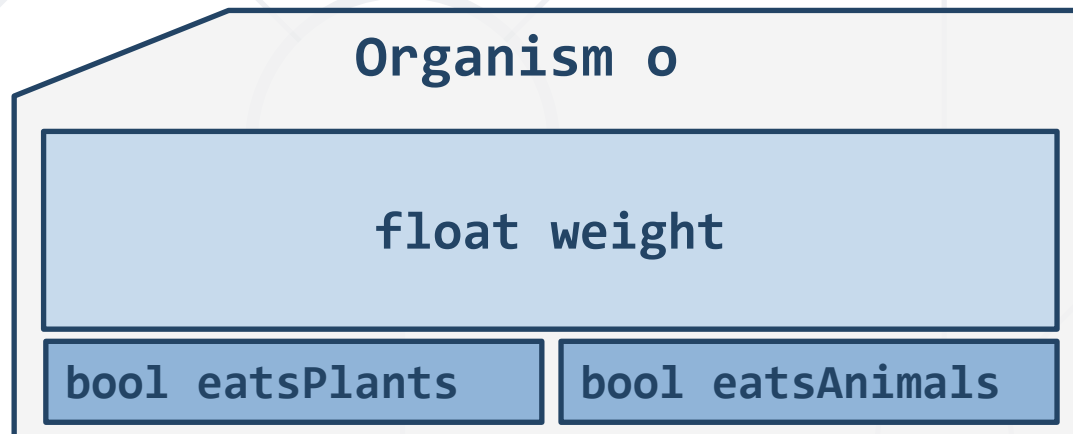 Organism o
float weight
bool eatsPlants
bool eatsAnimals